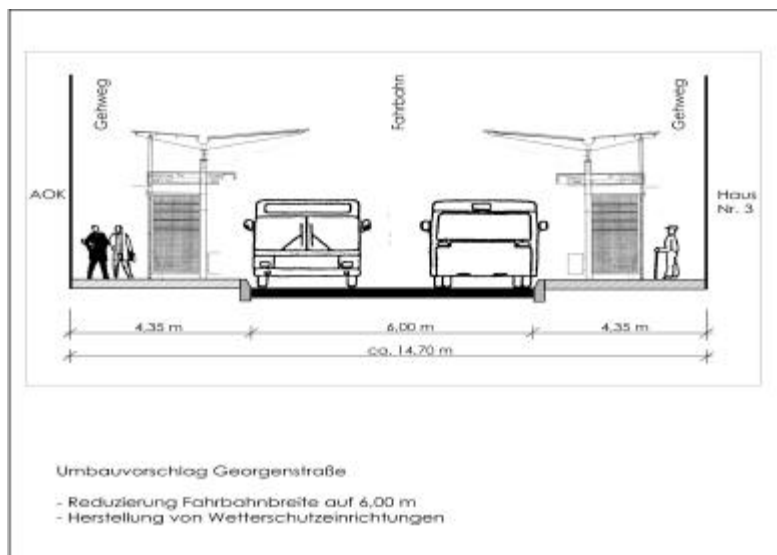 Gehweg
Fahrbahn
Gehweg
AOK
Haus
Nr. 3
4,35 m
6,00 m
4,35 m
ca. 14,70 m
Umbauvorschlag Georgenstraße
- Reduzierung Fahrbahnbreite auf 6,00 m
- Herstellung von Wetterschutzeinrichtungen